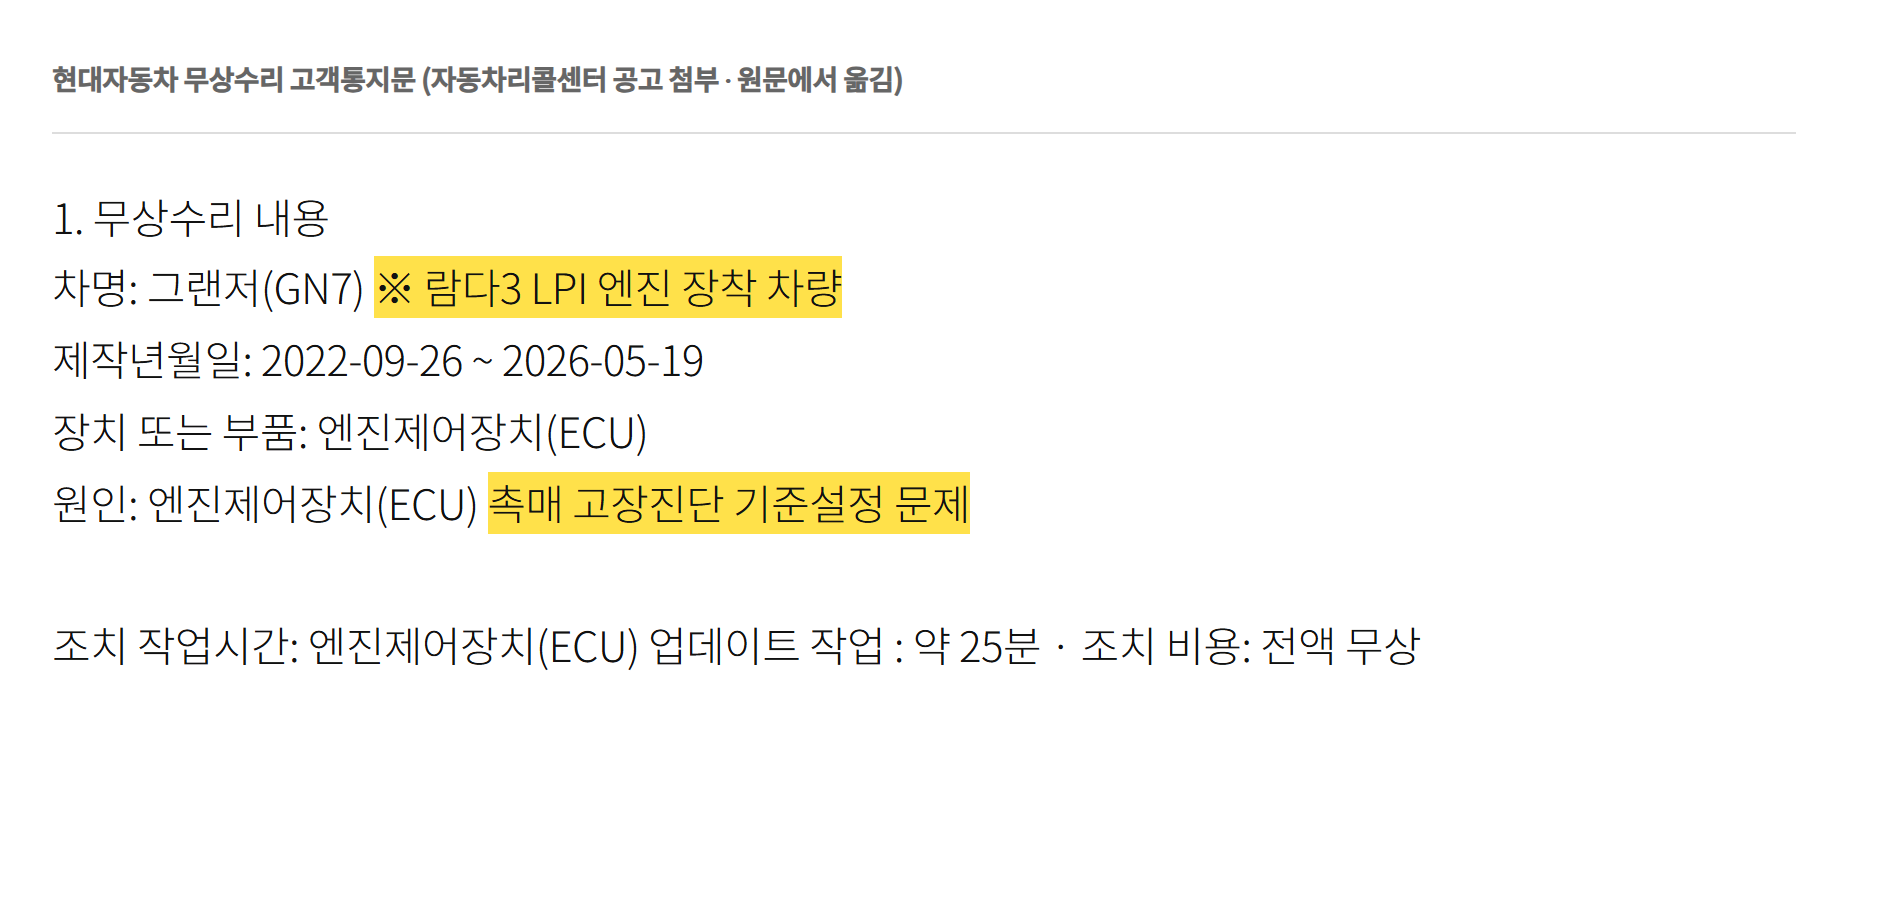 현대자동차 무상수리 고객통지문 (자동차리콜센터 공고 첨부 · 원문에서 옮김)
1. 무상수리 내용
차명: 그랜저(GN7) ※ 람다3 LPI 엔진 장착 차량
제작년월일: 2022-09-26 ~ 2026-05-19
장치 또는 부품: 엔진제어장치(ECU)
원인: 엔진제어장치(ECU) 촉매 고장진단 기준설정 문제
조치 작업시간: 엔진제어장치(ECU) 업데이트 작업 : 약 25분 · 조치 비용: 전액 무상